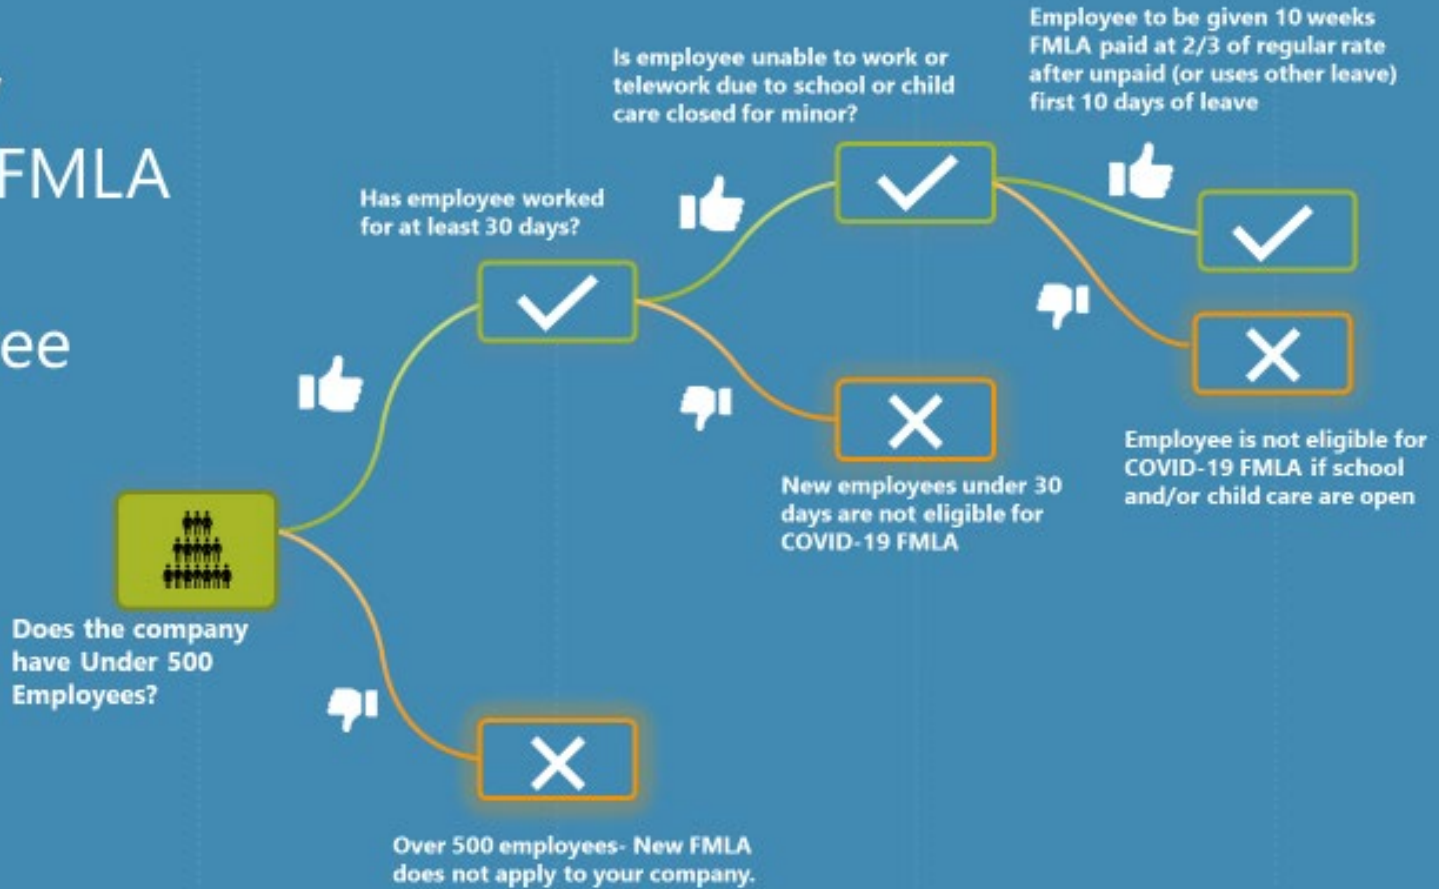 FMLA
ee
Does the company
have Under 500
Employees?
Has employee worked
for at least 30 days?
Is employee unable to work or
telework due to school or child
care closed for minor?
Employee to be given 10 weeks
FMLA paid at 2/3 of regular rate
after unpaid (or uses other leave)
first 10 days of leave
Employee is not eligible for
COVID-19 FMLA if school
and/or child care are open
New employees under 30
days are not eligible for
COVID-19 FMLA
Over 500 employees- New FMLA
does not apply to your company.